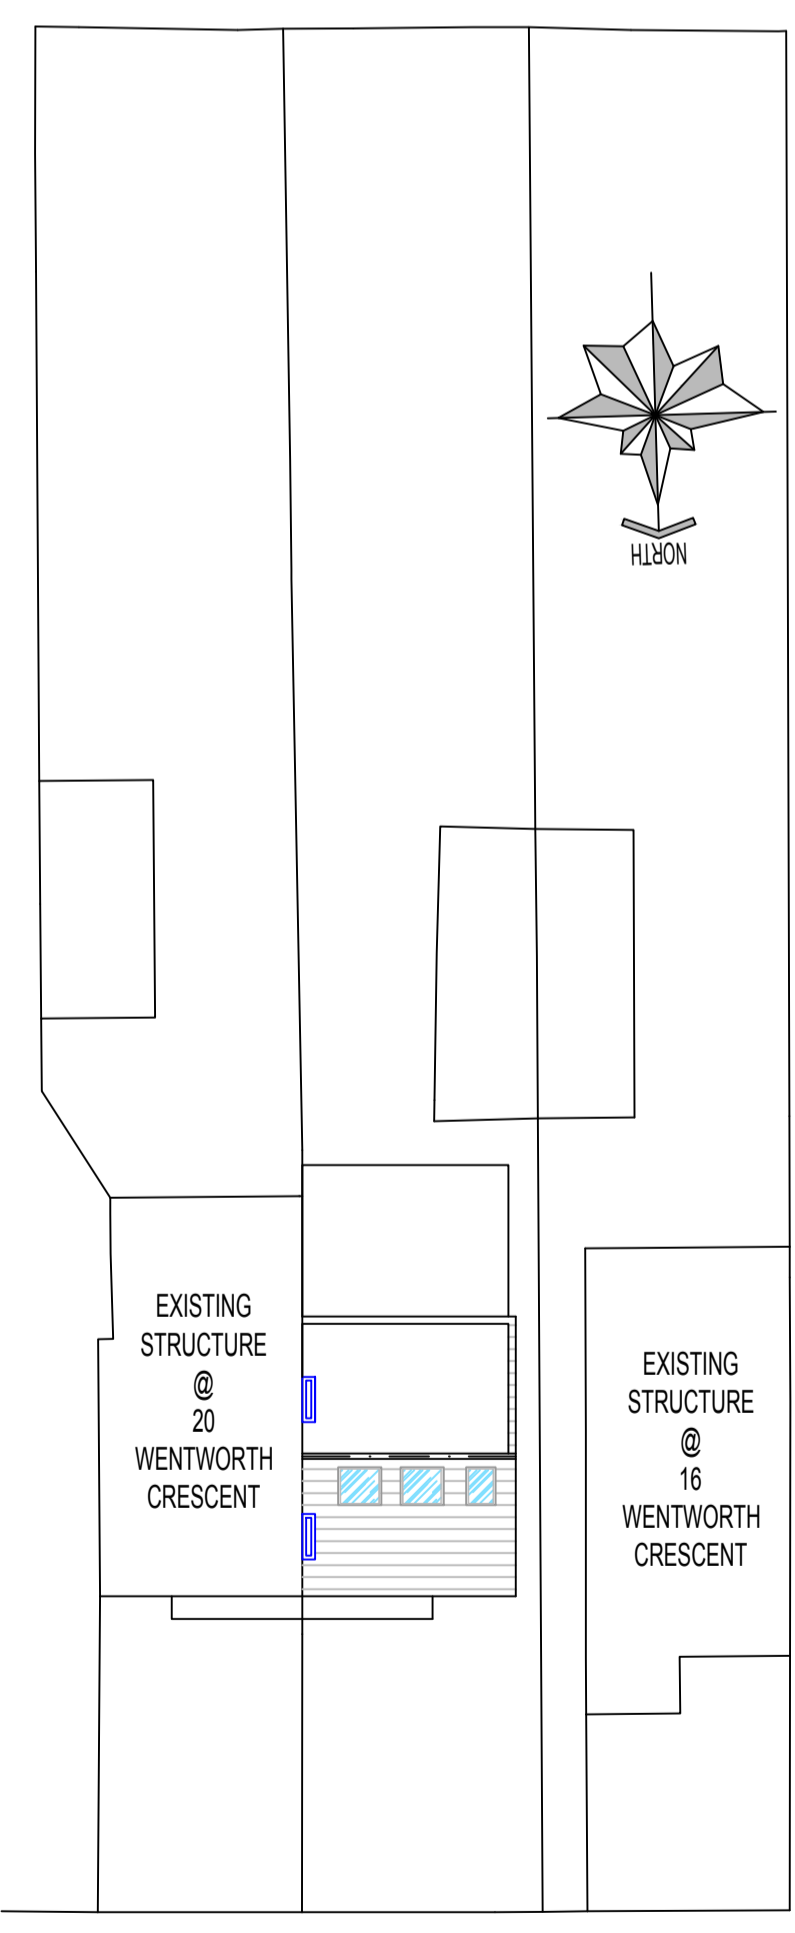 NORTH
EXISTING
STRUCTURE
@
20
WENTWORTH
CRESCENT
EXISTING
STRUCTURE
@
16
WENTWORTH
CRESCENT